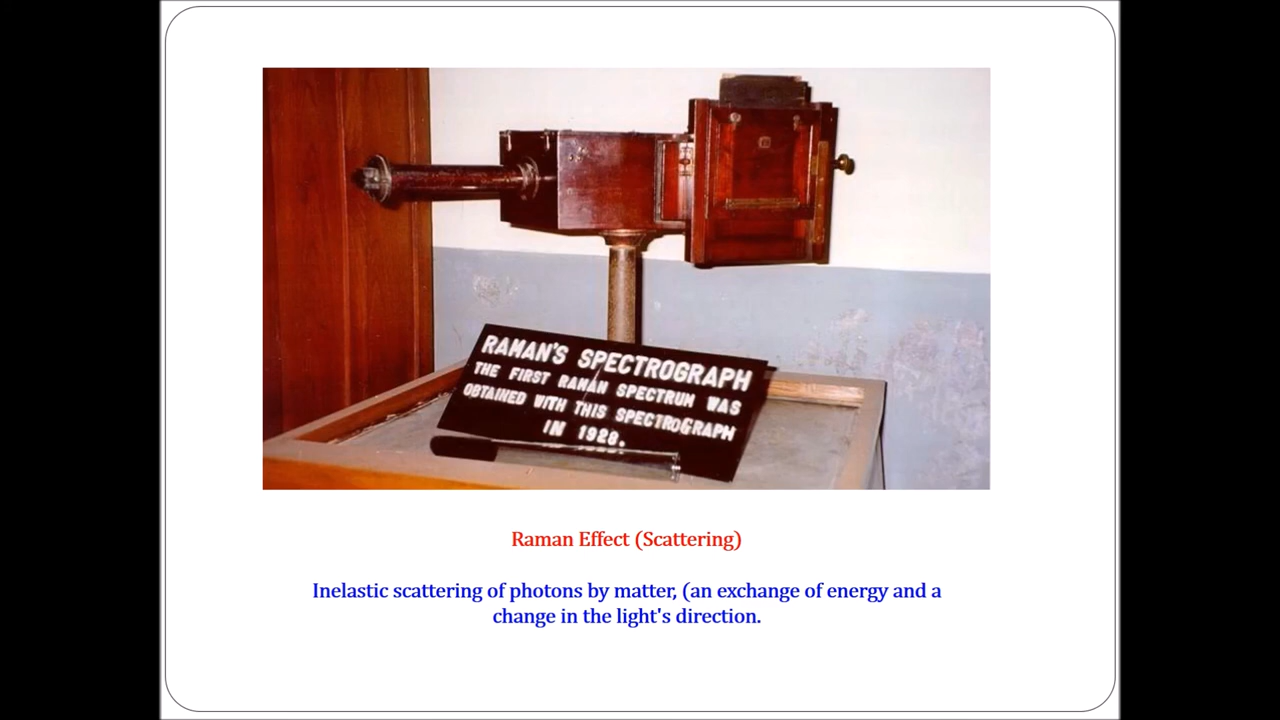 RAMAN'S SPECTROGRAPH
THE FIRST RAMAN SPECTRUM WAS
OBTAINED WITH THIS SPECTROGRAPH
IN 1928.
Raman Effect (Scattering)
Inelastic scattering of photons by matter, (an exchange of energy and a
change in the light's direction.